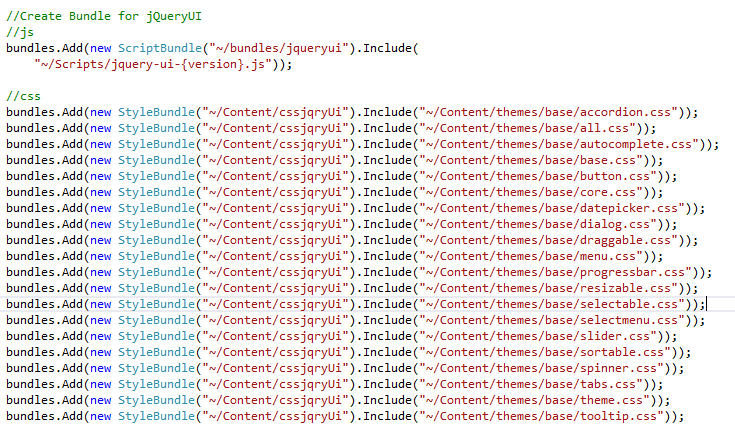 //Create Bundle for jQueryUI
//js
bundles.Add(new ScriptBundle("~/bundles/jqueryui").Include(
    "~/Scripts/jquery-ui-{version}.js"));

//css
bundles.Add(new StyleBundle("~/Content/cssjqryUi").Include("~/Content/themes/base/accordion.css"));
bundles.Add(new StyleBundle("~/Content/cssjqryUi").Include("~/Content/themes/base/all.css"));
bundles.Add(new StyleBundle("~/Content/cssjqryUi").Include("~/Content/themes/base/autocomplete.css"));
bundles.Add(new StyleBundle("~/Content/cssjqryUi").Include("~/Content/themes/base/base.css"));
bundles.Add(new StyleBundle("~/Content/cssjqryUi").Include("~/Content/themes/base/button.css"));
bundles.Add(new StyleBundle("~/Content/cssjqryUi").Include("~/Content/themes/base/core.css"));
bundles.Add(new StyleBundle("~/Content/cssjqryUi").Include("~/Content/themes/base/datepicker.css"));
bundles.Add(new StyleBundle("~/Content/cssjqryUi").Include("~/Content/themes/base/dialog.css"));
bundles.Add(new StyleBundle("~/Content/cssjqryUi").Include("~/Content/themes/base/draggable.css"));
bundles.Add(new StyleBundle("~/Content/cssjqryUi").Include("~/Content/themes/base/menu.css"));
bundles.Add(new StyleBundle("~/Content/cssjqryUi").Include("~/Content/themes/base/progressbar.css"));
bundles.Add(new StyleBundle("~/Content/cssjqryUi").Include("~/Content/themes/base/resizable.css"));
bundles.Add(new StyleBundle("~/Content/cssjqryUi").Include("~/Content/themes/base/selectable.css"));
bundles.Add(new StyleBundle("~/Content/cssjqryUi").Include("~/Content/themes/base/selectmenu.css"));
bundles.Add(new StyleBundle("~/Content/cssjqryUi").Include("~/Content/themes/base/slider.css"));
bundles.Add(new StyleBundle("~/Content/cssjqryUi").Include("~/Content/themes/base/sortable.css"));
bundles.Add(new StyleBundle("~/Content/cssjqryUi").Include("~/Content/themes/base/spinner.css"));
bundles.Add(new StyleBundle("~/Content/cssjqryUi").Include("~/Content/themes/base/tabs.css"));
bundles.Add(new StyleBundle("~/Content/cssjqryUi").Include("~/Content/themes/base/theme.css"));
bundles.Add(new StyleBundle("~/Content/cssjqryUi").Include("~/Content/themes/base/tooltip.css"));